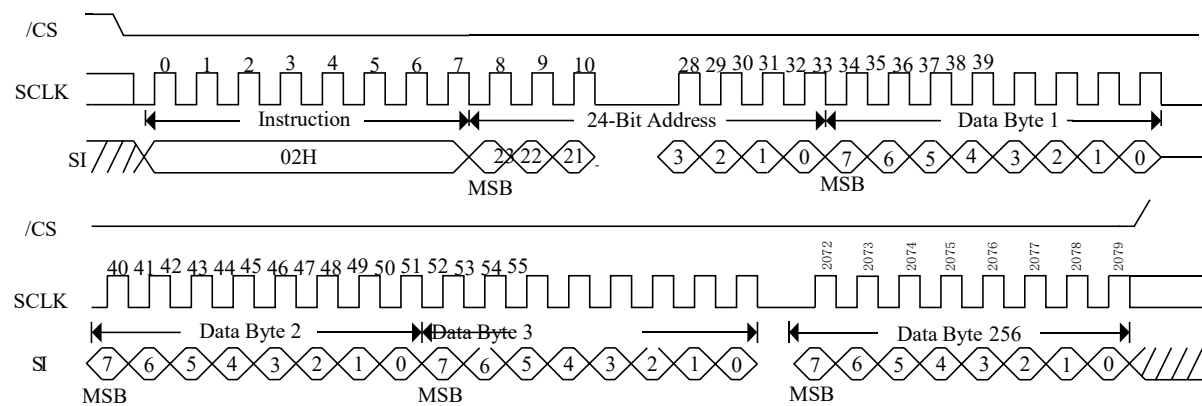 /CS
0 1 2 3 4 5 6 7 8 9 10 28 29 30 31 32 33 34 35 36 37 38 39
SCLK
Instruction 24-Bit Address Data Byte 1
SI 02H 23 22 21 3 2 1 0 7 6 5 4 3 2 1 0
MSB MSB
/CS
2072 2073 2074 2075 2076 2077 2078 2079
40 41 42 43 44 45 46 47 48 49 50 51 52 53 54 55
SCLK
Data Byte 2 Data Byte 3 Data Byte 256
SI 7 6 5 4 3 2 1 0 7 6 5 4 3 2 1 0 7 6 5 4 3 2 1 0
MSB MSB MSB